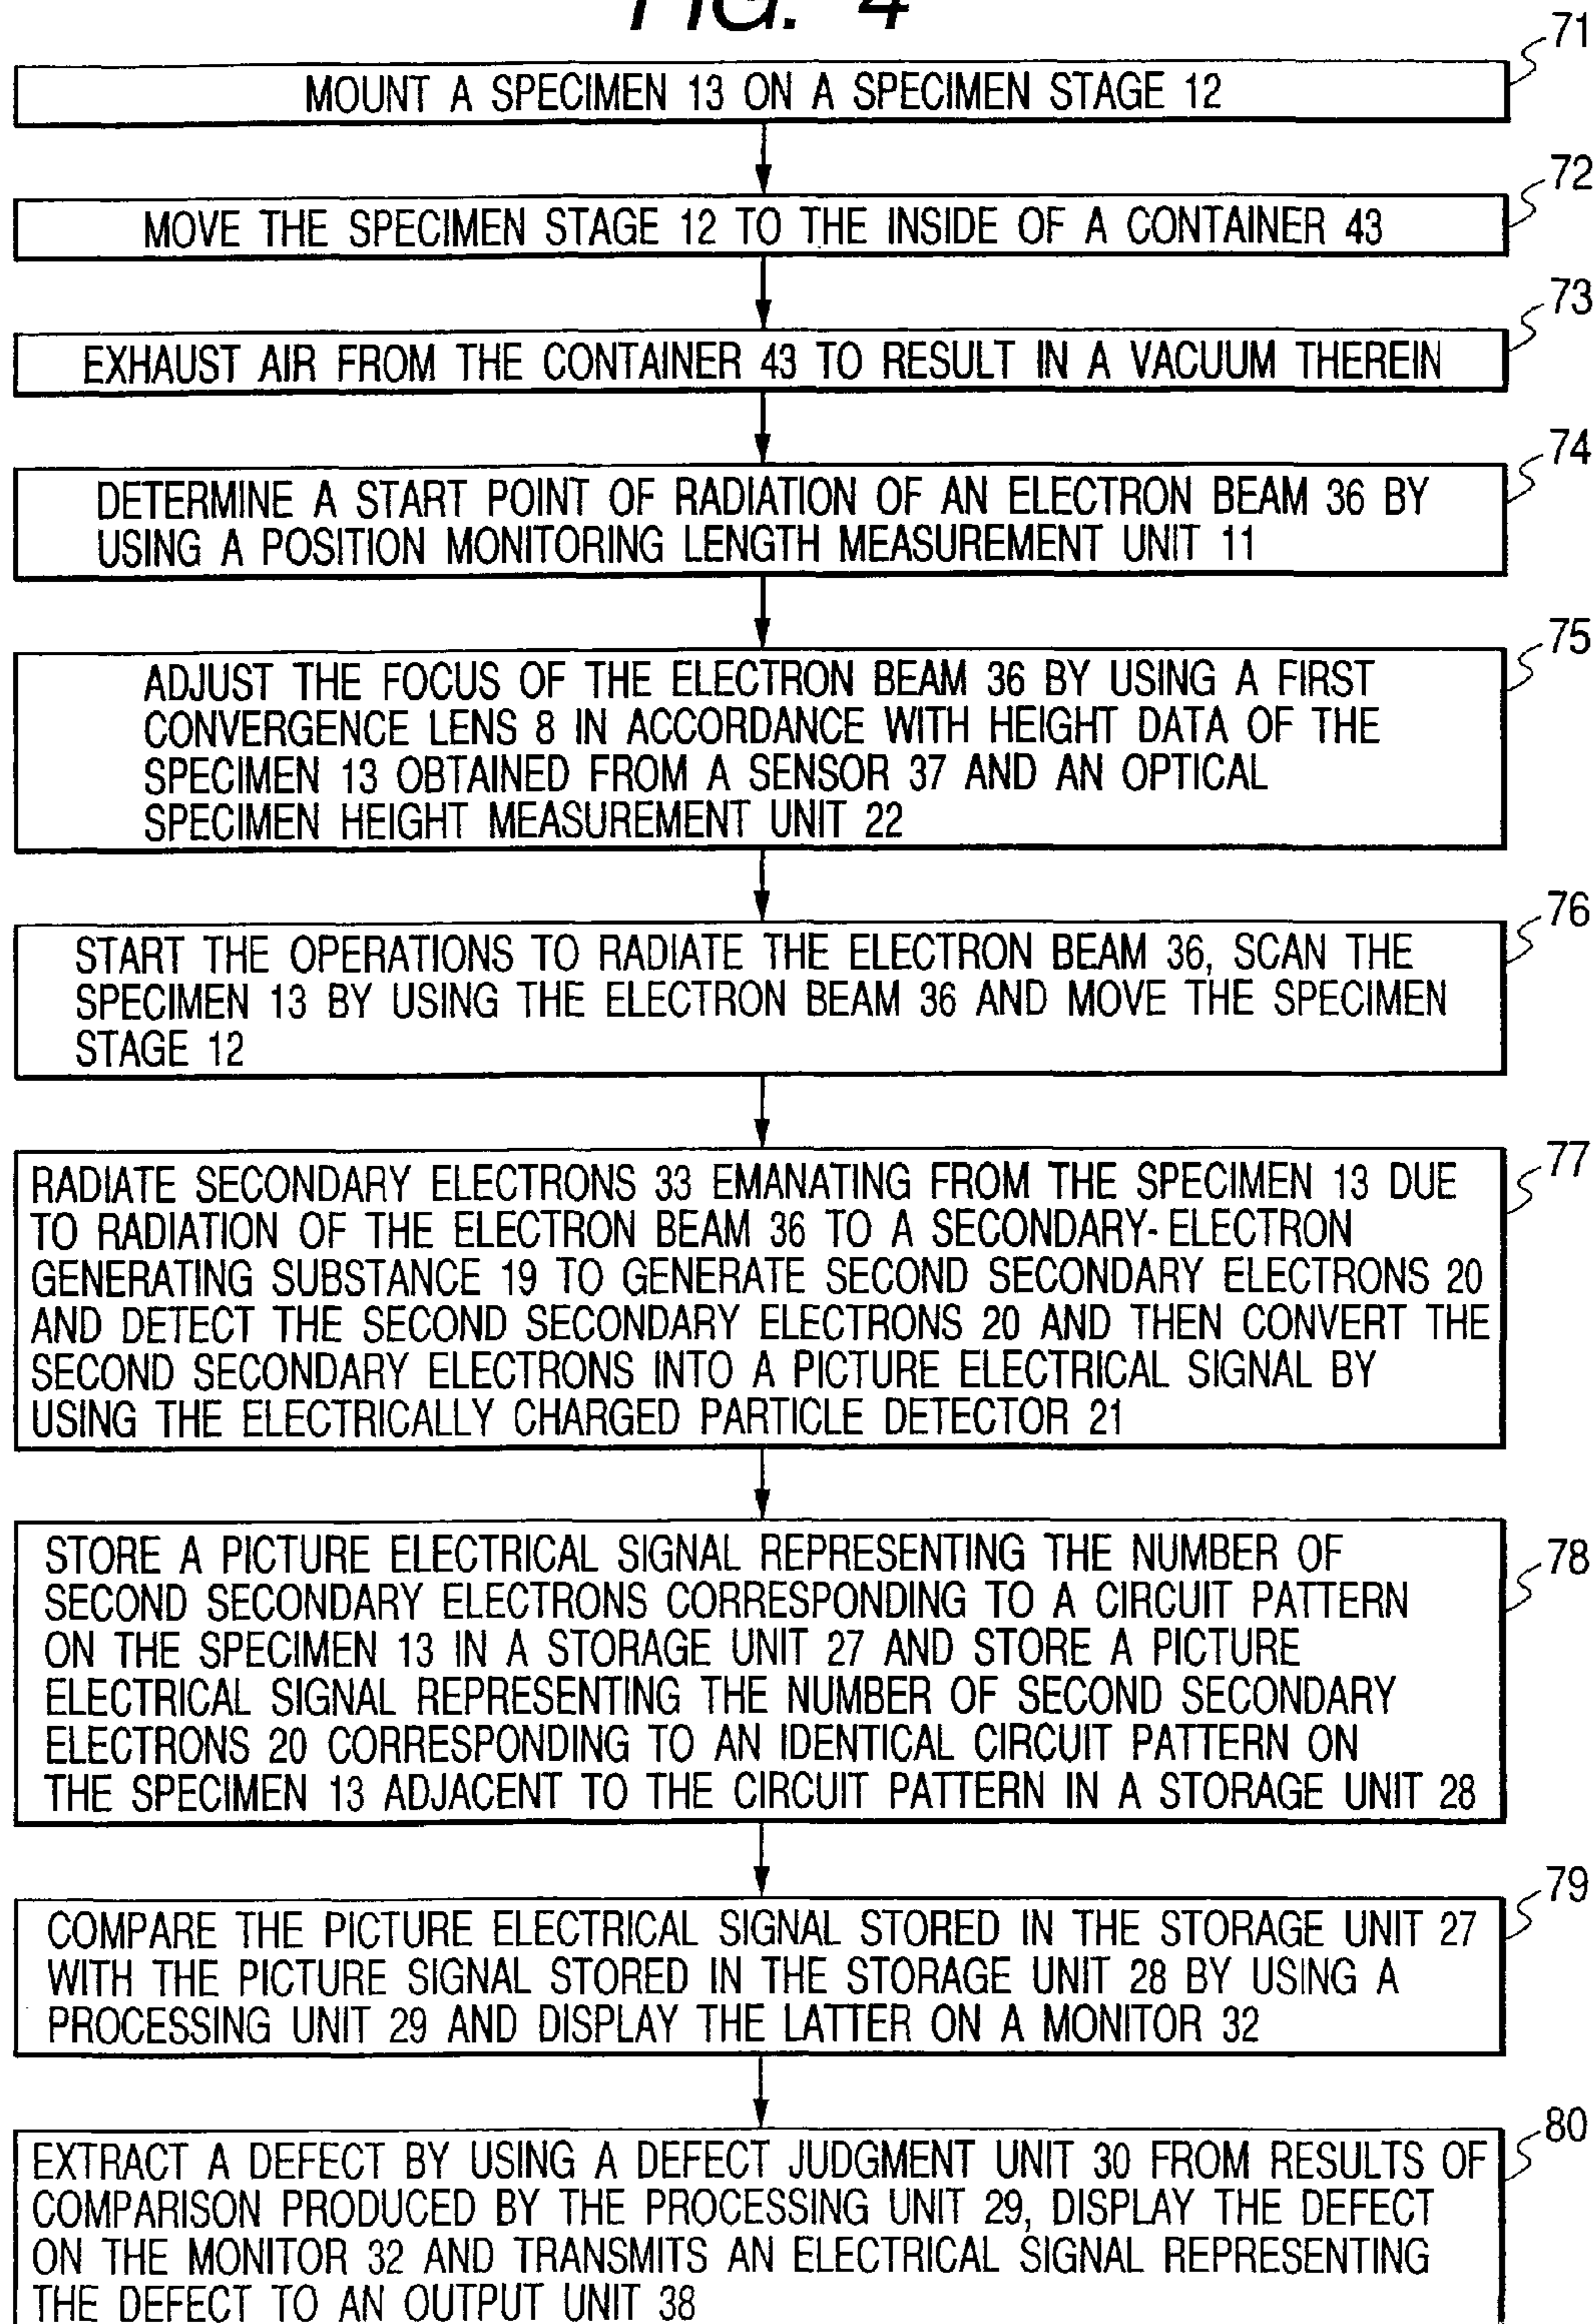 FIG. 4
71
MOUNT A SPECIMEN 13 ON A SPECIMEN STAGE 12
72
MOVE THE SPECIMEN STAGE 12 TO THE INSIDE OF A CONTAINER 43
73
EXHAUST AIR FROM THE CONTAINER 43 TO RESULT IN A VACUUM THEREIN
74
DETERMINE A START POINT OF RADIATION OF AN ELECTRON BEAM 36 BY
USING A POSITION MONITORING LENGTH MEASUREMENT UNIT 11
75
ADJUST THE FOCUS OF THE ELECTRON BEAM 36 BY USING A FIRST
CONVERGENCE LENS 8 IN ACCORDANCE WITH HEIGHT DATA OF THE
SPECIMEN 13 OBTAINED FROM A SENSOR 37 AND AN OPTICAL
SPECIMEN HEIGHT MEASUREMENT UNIT 22
76
START THE OPERATIONS TO RADIATE THE ELECTRON BEAM 36, SCAN THE
SPECIMEN 13 BY USING THE ELECTRON BEAM 36 AND MOVE THE SPECIMEN
STAGE 12
77
RADIATE SECONDARY ELECTRONS 33 EMANATING FROM THE SPECIMEN 13 DUE
TO RADIATION OF THE ELECTRON BEAM 36 TO A SECONDARY-ELECTRON
GENERATING SUBSTANCE 19 TO GENERATE SECOND SECONDARY ELECTRONS 20
AND DETECT THE SECOND SECONDARY ELECTRONS 20 AND THEN CONVERT THE
SECOND SECONDARY ELECTRONS INTO A PICTURE ELECTRICAL SIGNAL BY
USING THE ELECTRICALLY CHARGED PARTICLE DETECTOR 21
78
STORE A PICTURE ELECTRICAL SIGNAL REPRESENTING THE NUMBER OF
SECOND SECONDARY ELECTRONS CORRESPONDING TO A CIRCUIT PATTERN
ON THE SPECIMEN 13 IN A STORAGE UNIT 27 AND STORE A PICTURE
ELECTRICAL SIGNAL REPRESENTING THE NUMBER OF SECOND SECONDARY
ELECTRONS 20 CORRESPONDING TO AN IDENTICAL CIRCUIT PATTERN ON
THE SPECIMEN 13 ADJACENT TO THE CIRCUIT PATTERN IN A STORAGE UNIT 28
79
COMPARE THE PICTURE ELECTRICAL SIGNAL STORED IN THE STORAGE UNIT 27
WITH THE PICTURE SIGNAL STORED IN THE STORAGE UNIT 28 BY USING A
PROCESSING UNIT 29 AND DISPLAY THE LATTER ON A MONITOR 32
80
EXTRACT A DEFECT BY USING A DEFECT JUDGMENT UNIT 30 FROM RESULTS OF
COMPARISON PRODUCED BY THE PROCESSING UNIT 29, DISPLAY THE DEFECT
ON THE MONITOR 32 AND TRANSMITS AN ELECTRICAL SIGNAL REPRESENTING
THE DEFECT TO AN OUTPUT UNIT 38